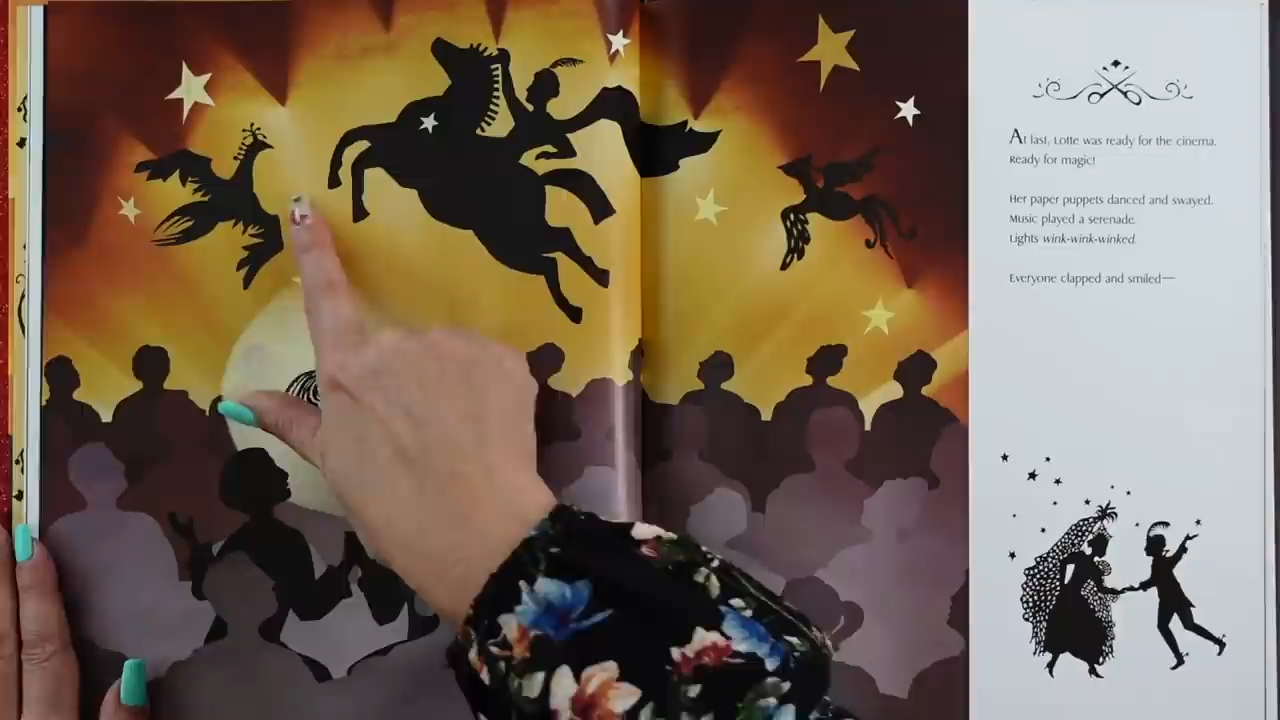 At last, Lotte was ready for the cinema.
Ready for magic!
Her paper puppets danced and swayed.
Music played a serenade.
Lights wink-wink-winked.
Everyone clapped and smiled—